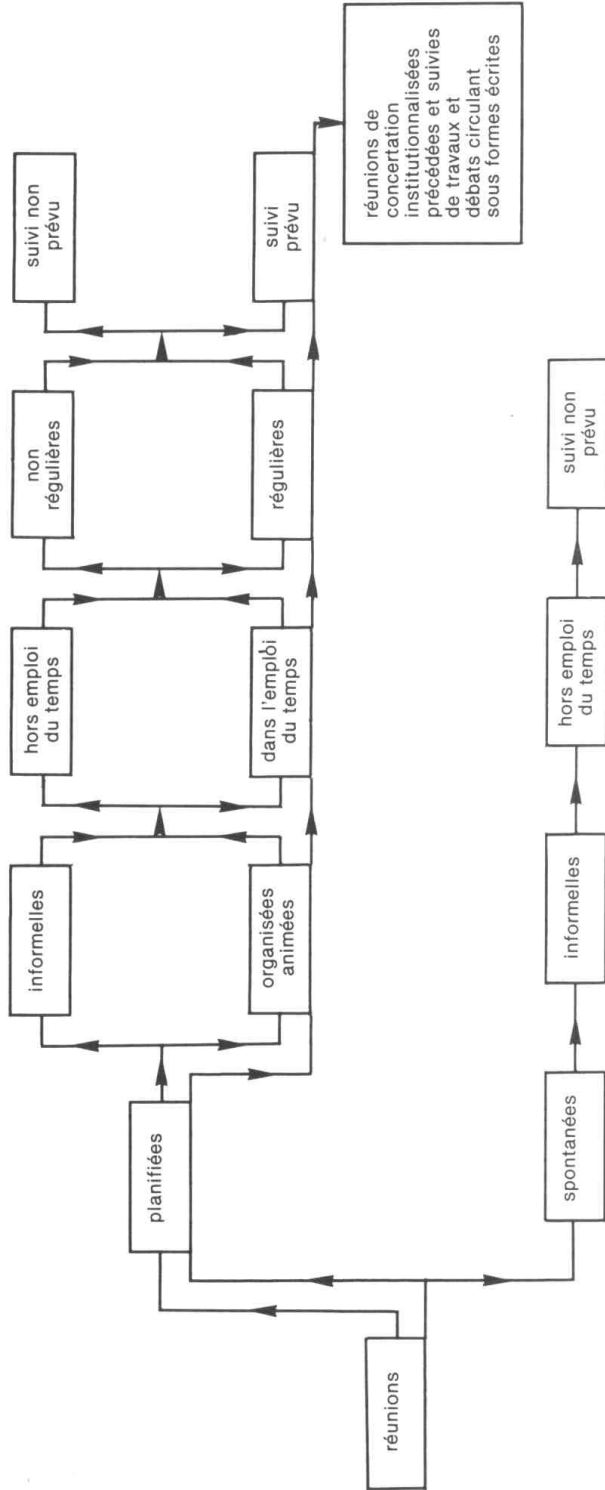 réunions
planifiées
informelles
organisées
animées
hors emploi
du temps
dans l'emploi
du temps
non
régulières
régulières
suivi non
prévu
suivi
prévu
réunions de
concertation
institutionnalisées
précédées et suivies
de travaux et
débats circulant
sous formes écrites
spontanées
informelles
hors emploi
du temps
suivi non
prévu